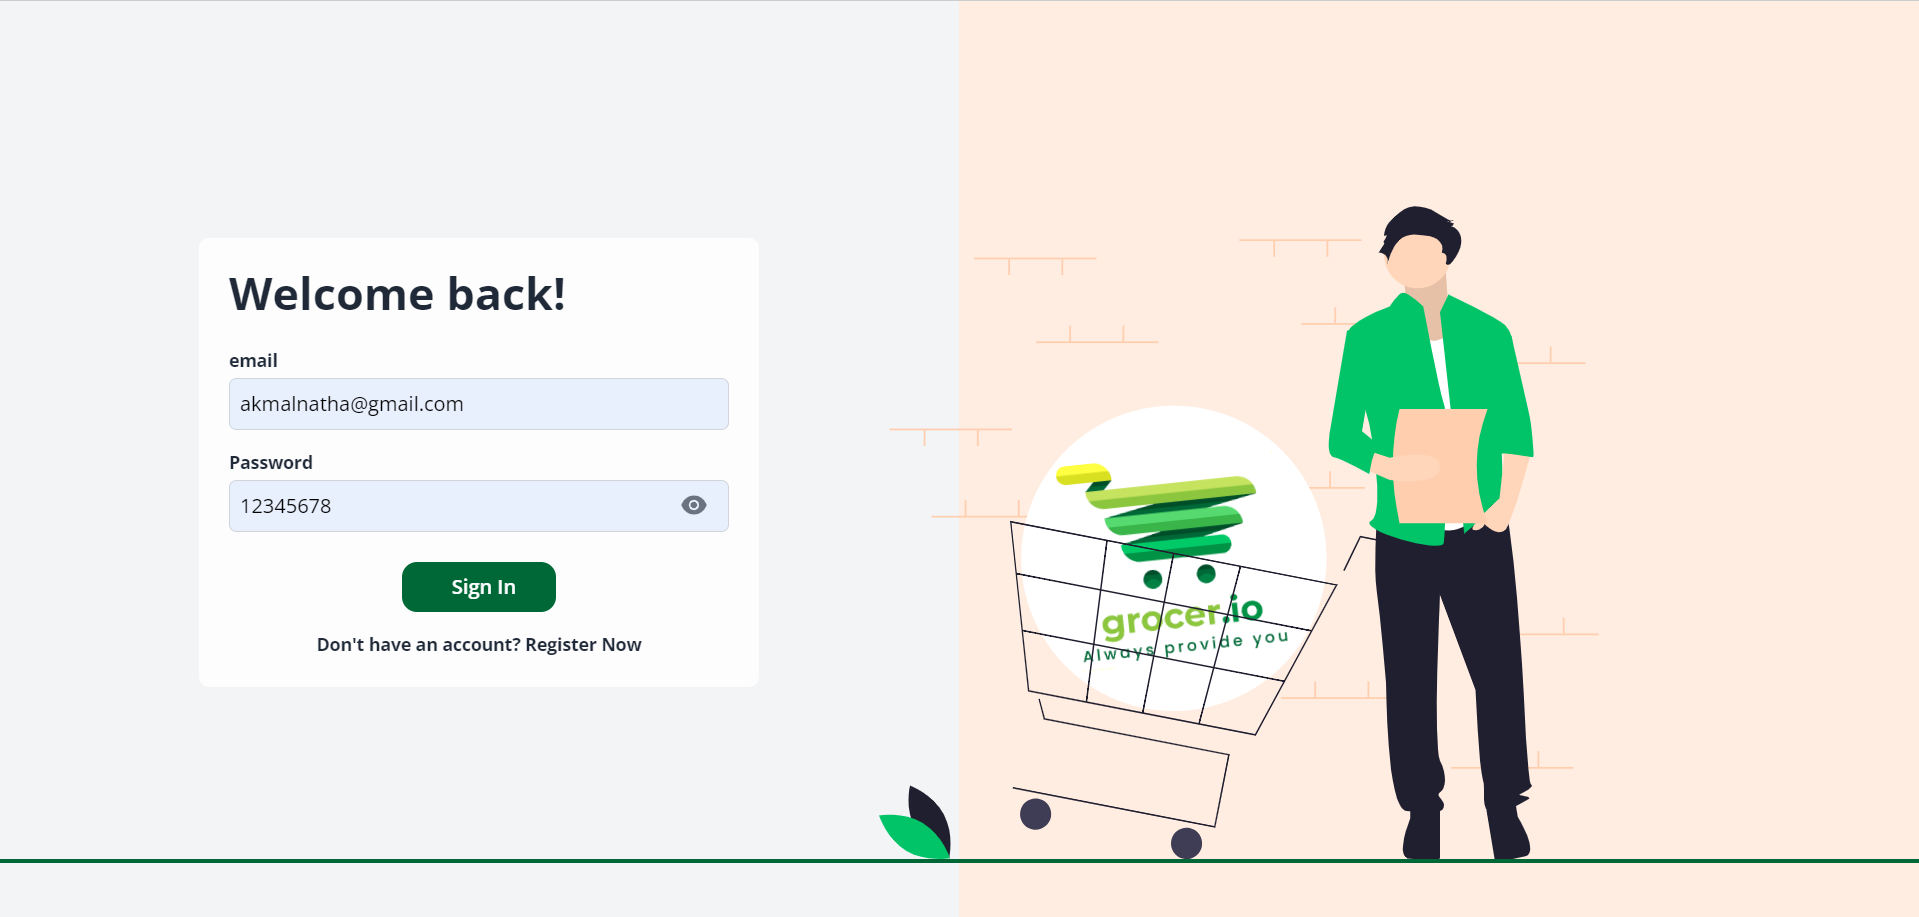 Welcome back!
email
akmalnatha@gmail.com
Password
12345678
Sign In
Don't have an account? Register Now
grocer.io
Always provide you